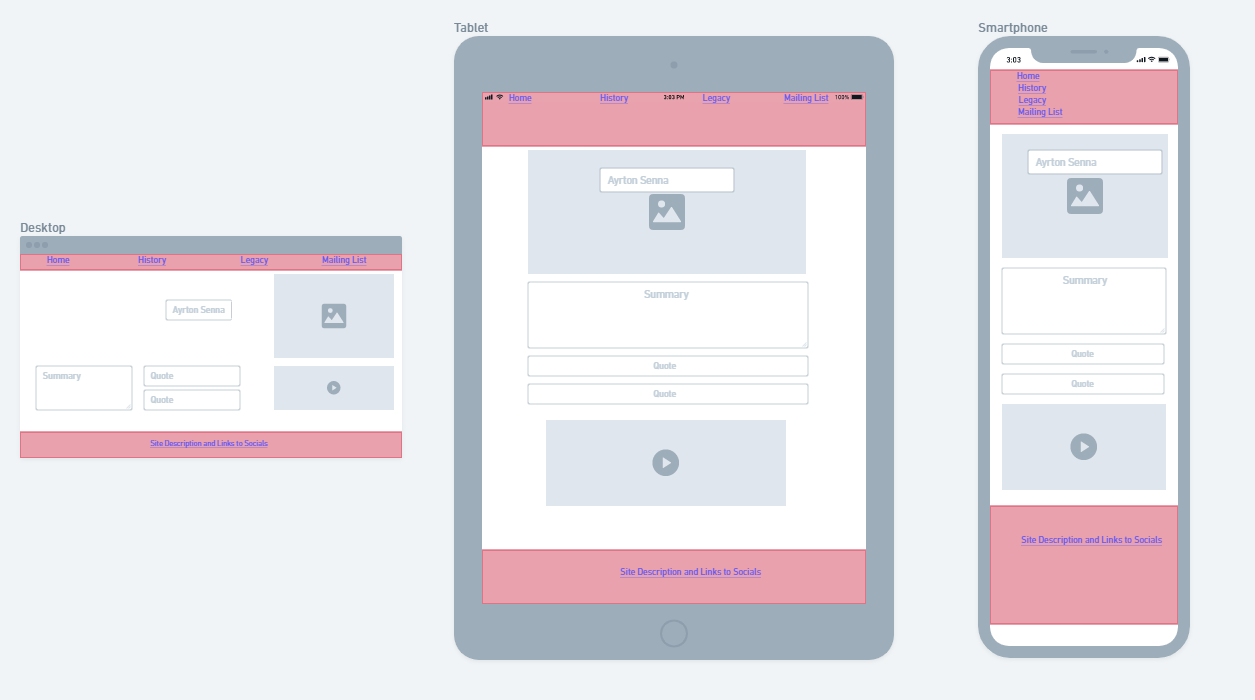 Desktop
Home History Legacy Mailing List
Ayrton Senna
Summary
Quote
Quote
Site Description and Links to Socials
Tablet
Home History 3:03 PM Legacy Mailing List 100%
Ayrton Senna
Summary
Quote
Quote
Site Description and Links to Socials
Smartphone
3:03
Home
History
Legacy
Mailing List
Ayrton Senna
Summary
Quote
Quote
Site Description and Links to Socials